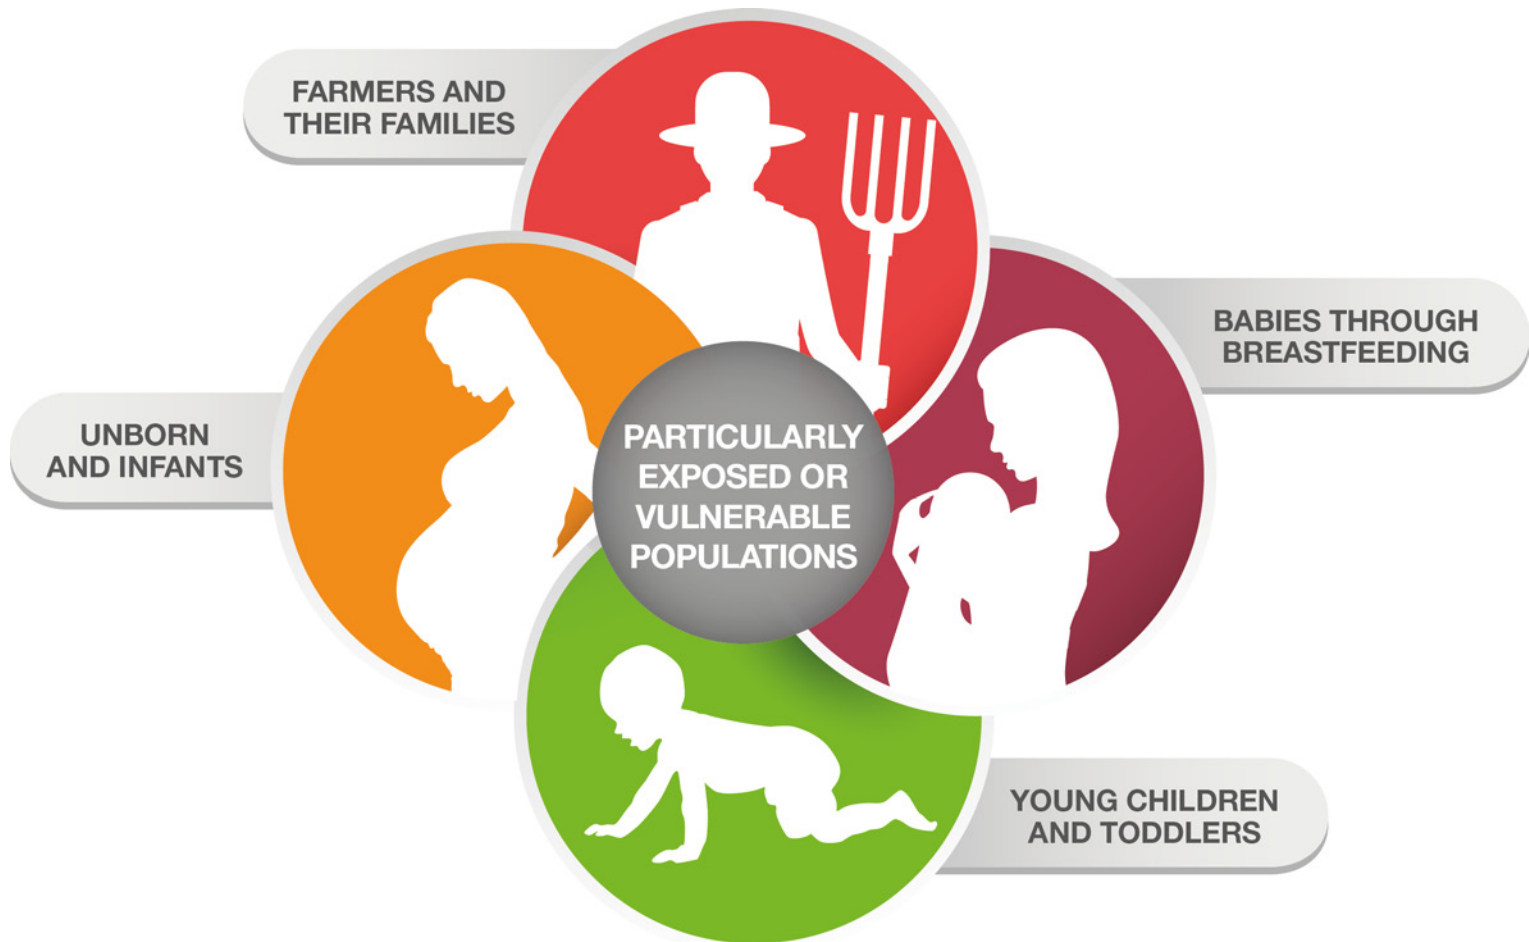 FARMERS AND
THEIR FAMILIES
BABIES THROUGH
BREASTFEEDING
UNBORN
AND INFANTS
PARTICULARLY
EXPOSED OR
VULNERABLE
POPULATIONS
YOUNG CHILDREN
AND TODDLERS